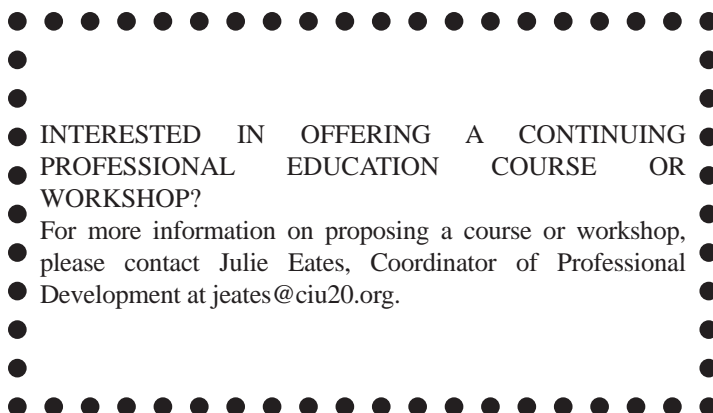 INTERESTED IN OFFERING A CONTINUING
PROFESSIONAL EDUCATION COURSE OR
WORKSHOP?
For more information on proposing a course or workshop,
please contact Julie Eates, Coordinator of Professional
Development at jeates@ciu20.org.